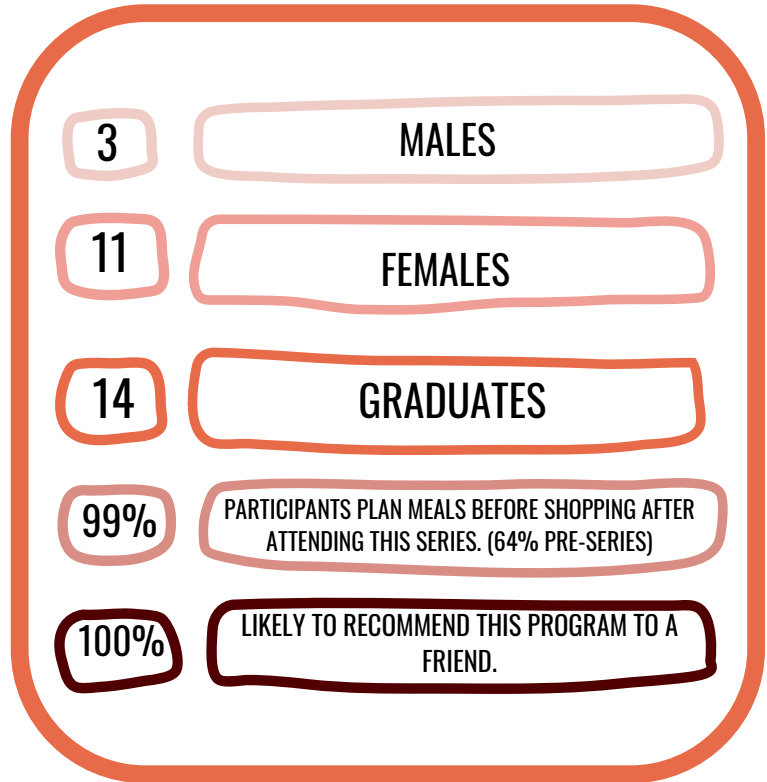 3
MALES
11
FEMALES
14
GRADUATES
99%
PARTICIPANTS PLAN MEALS BEFORE SHOPPING AFTER
ATTENDING THIS SERIES. (64% PRE-SERIES)
100%
LIKELY TO RECOMMEND THIS PROGRAM TO A
FRIEND.